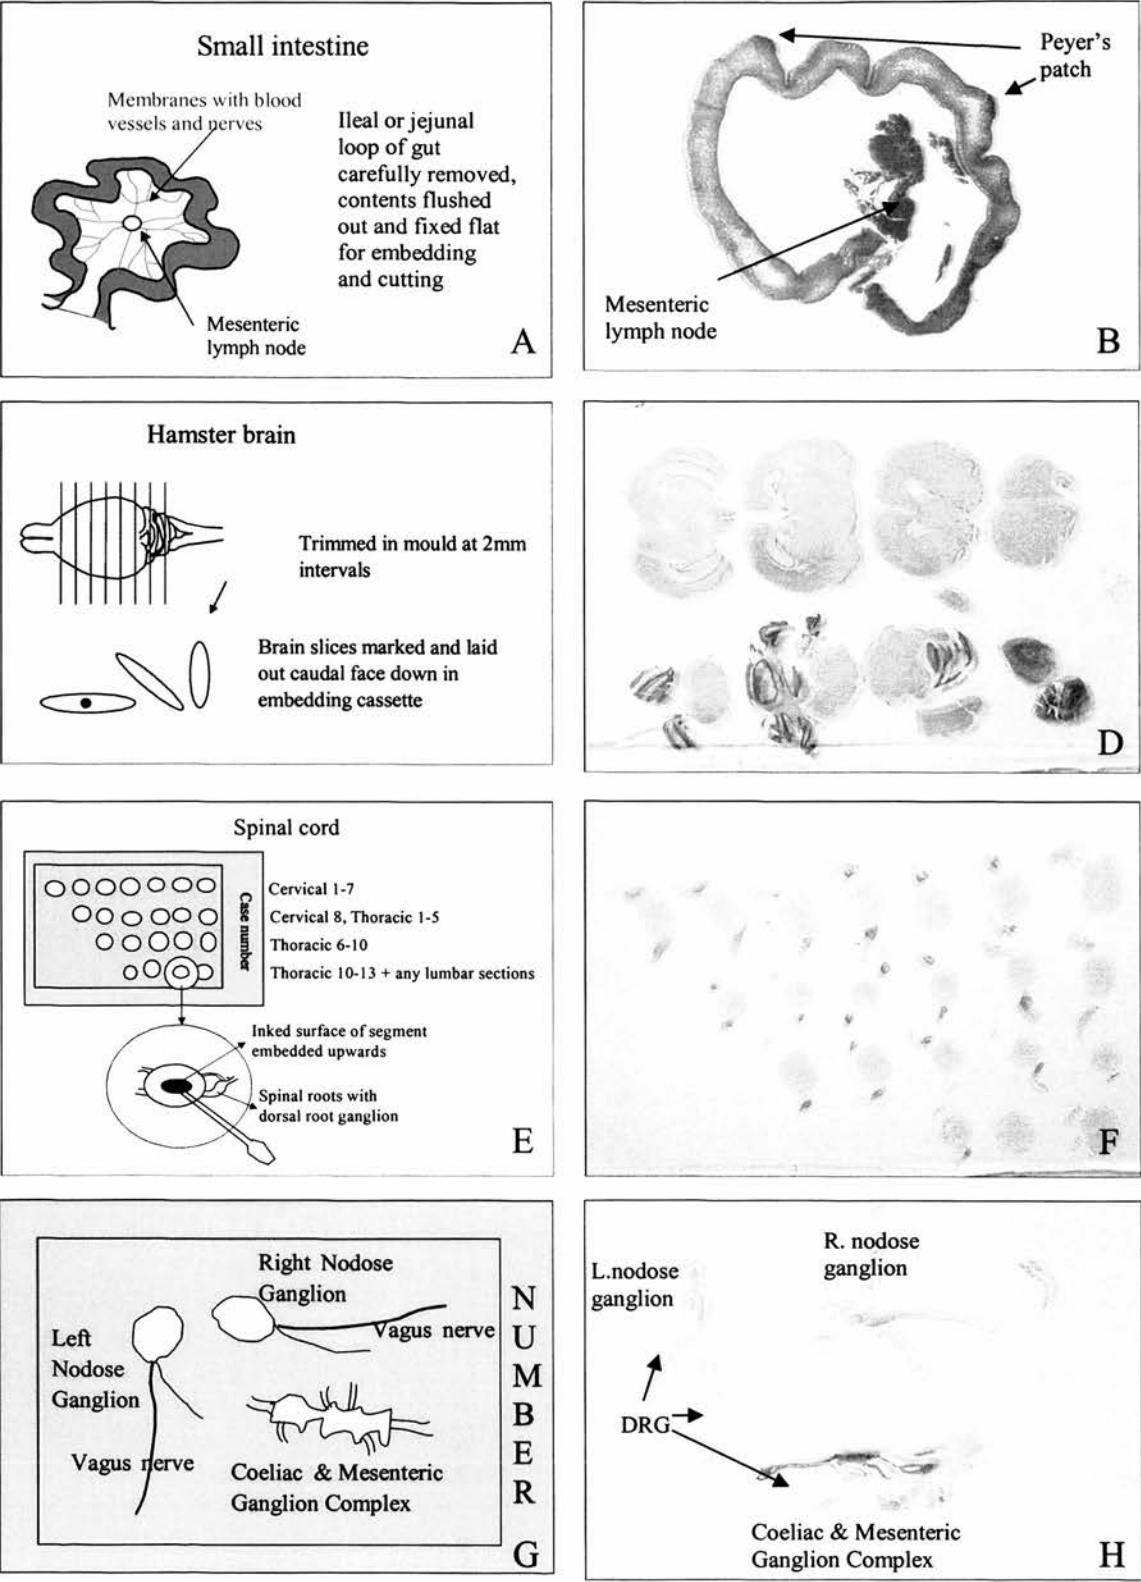 Small intestine
Membranes with blood
vessels and nerves
Ileal or jejunal
loop of gut
carefully removed,
contents flushed
out and fixed flat
for embedding
and cutting
Mesenteric
lymph node
A
Peyer's
patch
Mesenteric
lymph node
B
Hamster brain
Trimmed in mould at 2mm
intervals
Brain slices marked and laid
out caudal face down in
embedding cassette
D
Spinal cord
Case number
Cervical 1-7
Cervical 8, Thoracic 1-5
Thoracic 6-10
Thoracic 10-13 + any lumbar sections
Inked surface of segment
embedded upwards
Spinal roots with
dorsal root ganglion
E
F
Right Nodose
Ganglion
Vagus nerve
Left
Nodose
Ganglion
Vagus nerve
Coeliac & Mesenteric
Ganglion Complex
NUMBER
G
L.nodose
ganglion
R. nodose
ganglion
DRG
Coeliac & Mesenteric
Ganglion Complex
H